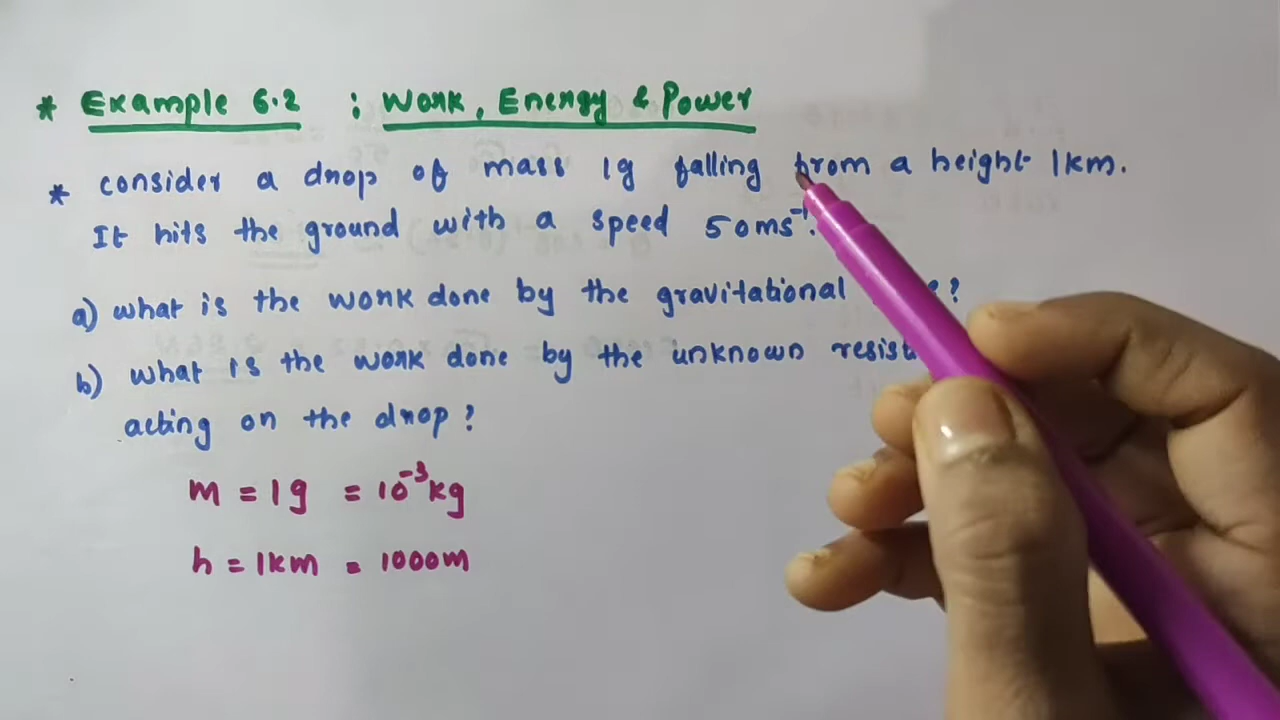 * Example 6.2 : Work, Energy & Power
* consider a drop of mass 1g falling from a height 1km.
It hits the ground with a speed 50ms⁻¹.
a) what is the work done by the gravitational ?
b) what is the work done by the unknown
acting on the drop?
m = 1g = 10⁻³kg
h = 1km = 1000m